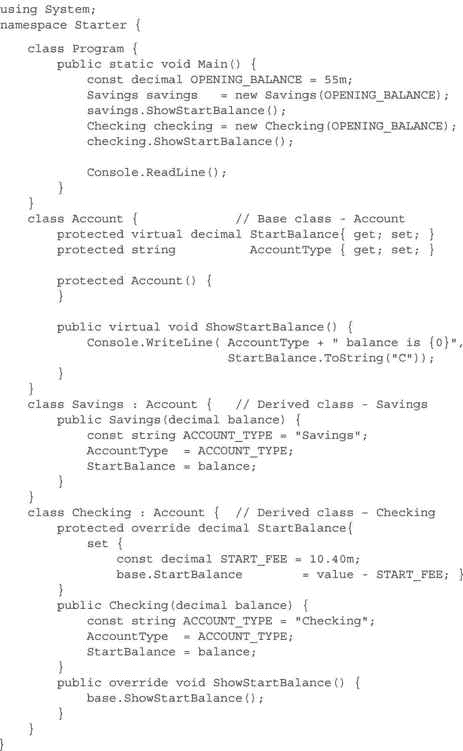 using System;
namespace Starter {
    class Program {
        public static void Main() {
            const decimal OPENING_BALANCE = 55m;
            Savings savings   = new Savings(OPENING_BALANCE);
            savings.ShowStartBalance();
            Checking checking = new Checking(OPENING_BALANCE);
            checking.ShowStartBalance();

            Console.ReadLine();
        }
    }
    class Account {             // Base class - Account
        protected virtual decimal StartBalance{ get; set; }
        protected string          AccountType { get; set; }

        protected Account() {
        }

        public virtual void ShowStartBalance() {
            Console.WriteLine( AccountType + " balance is {0}",
                               StartBalance.ToString("C"));
        }
    }
    class Savings : Account {   // Derived class - Savings
        public Savings(decimal balance) {
            const string ACCOUNT_TYPE = "Savings";
            AccountType  = ACCOUNT_TYPE;
            StartBalance = balance;
        }
    }
    class Checking : Account {  // Derived class – Checking
        protected override decimal StartBalance{
            set {
                const decimal START_FEE = 10.40m;
                base.StartBalance        = value - START_FEE; }
        }
        public Checking(decimal balance) {
            const string ACCOUNT_TYPE = "Checking";
            AccountType  = ACCOUNT_TYPE;
            StartBalance = balance;
        }
        public override void ShowStartBalance() {
            base.ShowStartBalance();
        }
    }
}